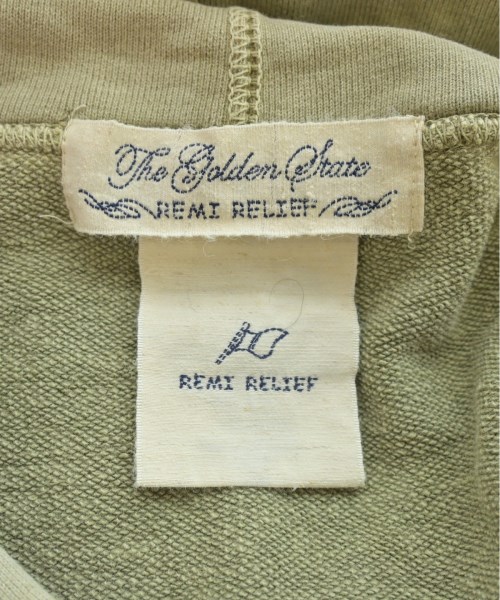 The Golden State
REMI RELIEF
REMI RELIEF